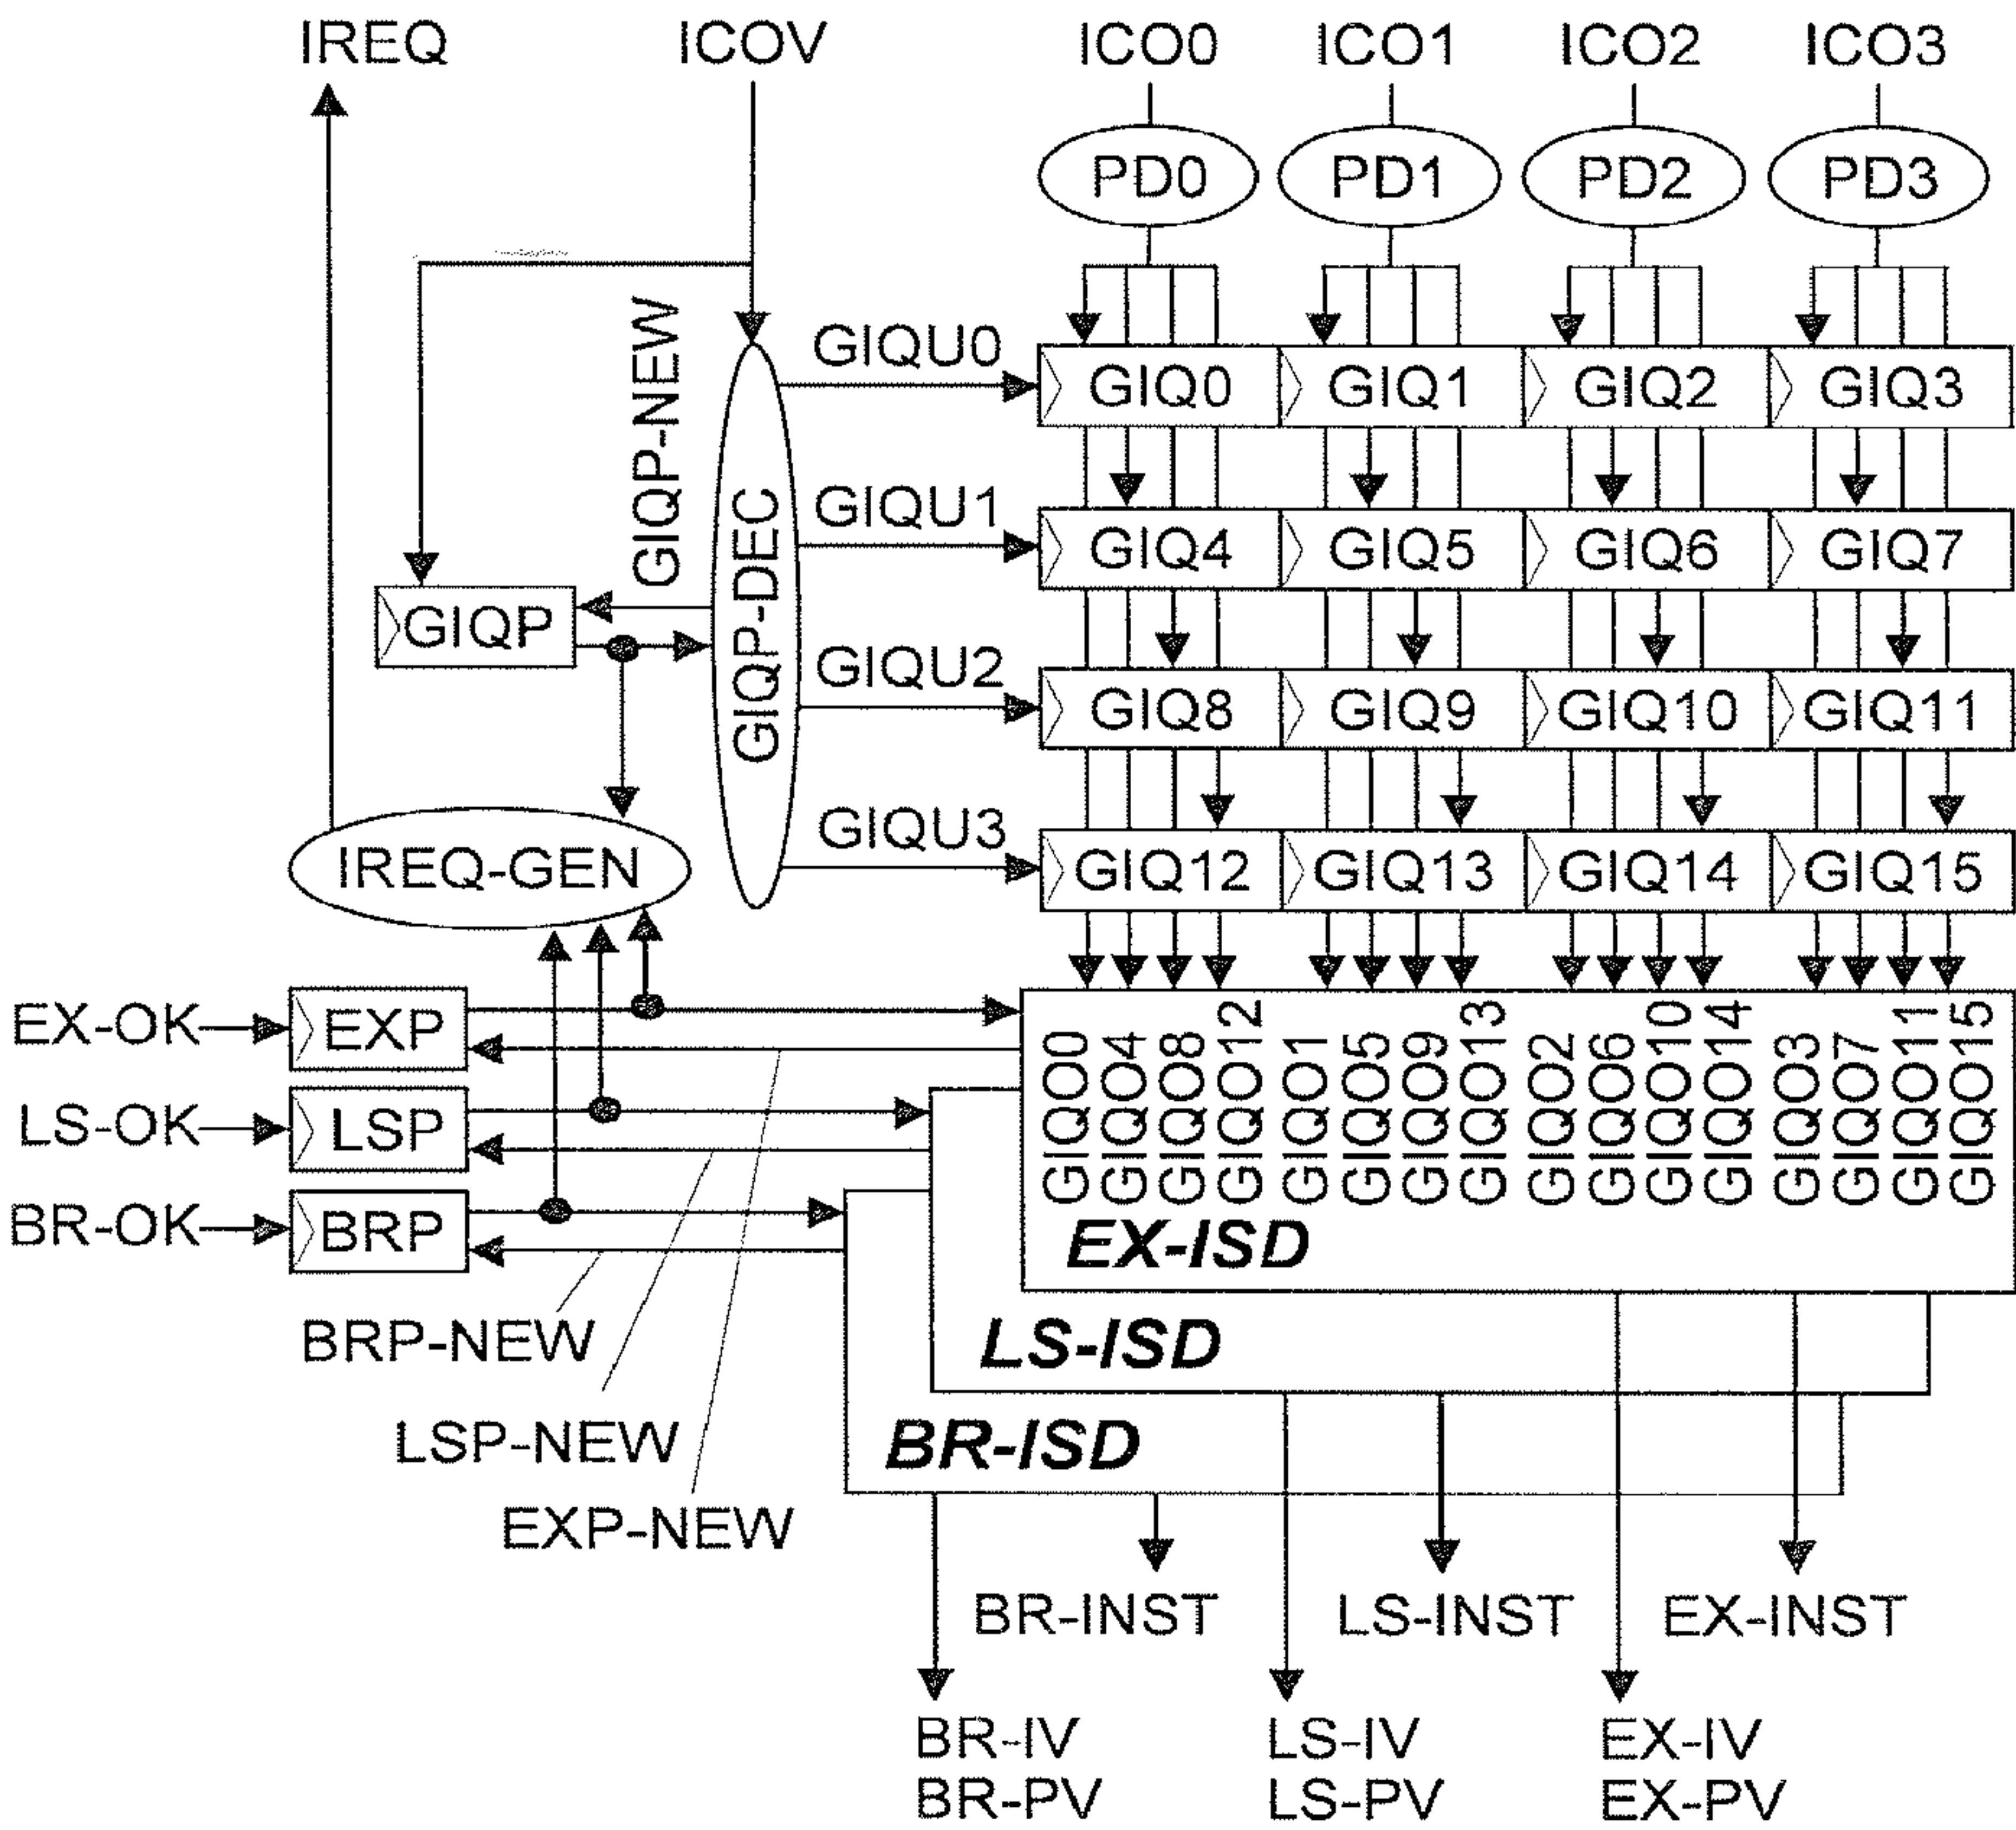 IREQ ICOV ICO0 ICO1 ICO2 ICO3
PD0 PD1 PD2 PD3
GIQP-NEW
GIQU0
GIQ0 GIQ1 GIQ2 GIQ3
GIQU1
GIQ4 GIQ5 GIQ6 GIQ7
GIQP
GIQP-DEC
GIQU2
GIQ8 GIQ9 GIQ10 GIQ11
GIQU3
IREQ-GEN
GIQ12 GIQ13 GIQ14 GIQ15
EX-OK EXP
LS-OK LSP
BR-OK BRP
GIQO0
GIQO4
GIQO8
GIQO12
GIQO1
GIQO5
GIQO9
GIQO13
GIQO2
GIQO6
GIQO10
GIQO14
GIQO3
GIQO7
GIQO11
GIQO15
EX-ISD
LS-ISD
BR-ISD
BRP-NEW
LSP-NEW
EXP-NEW
BR-INST LS-INST EX-INST
BR-IV LS-IV EX-IV
BR-PV LS-PV EX-PV